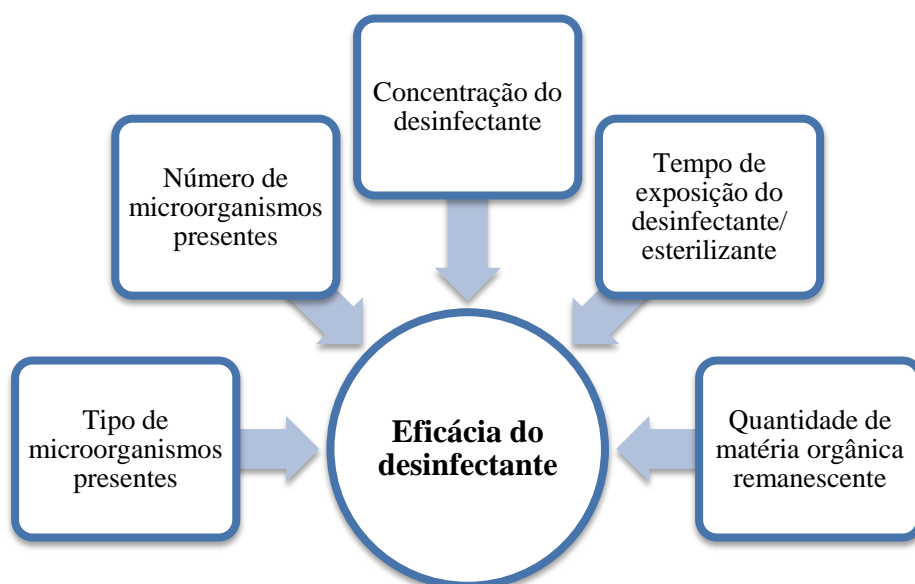 Concentração do
desinfectante
Número de
microorganismos
presentes
Tempo de
exposição do
desinfectante/
esterilizante
Tipo de
microorganismos
presentes
Eficácia do
desinfectante
Quantidade de
matéria orgânica
remanescente